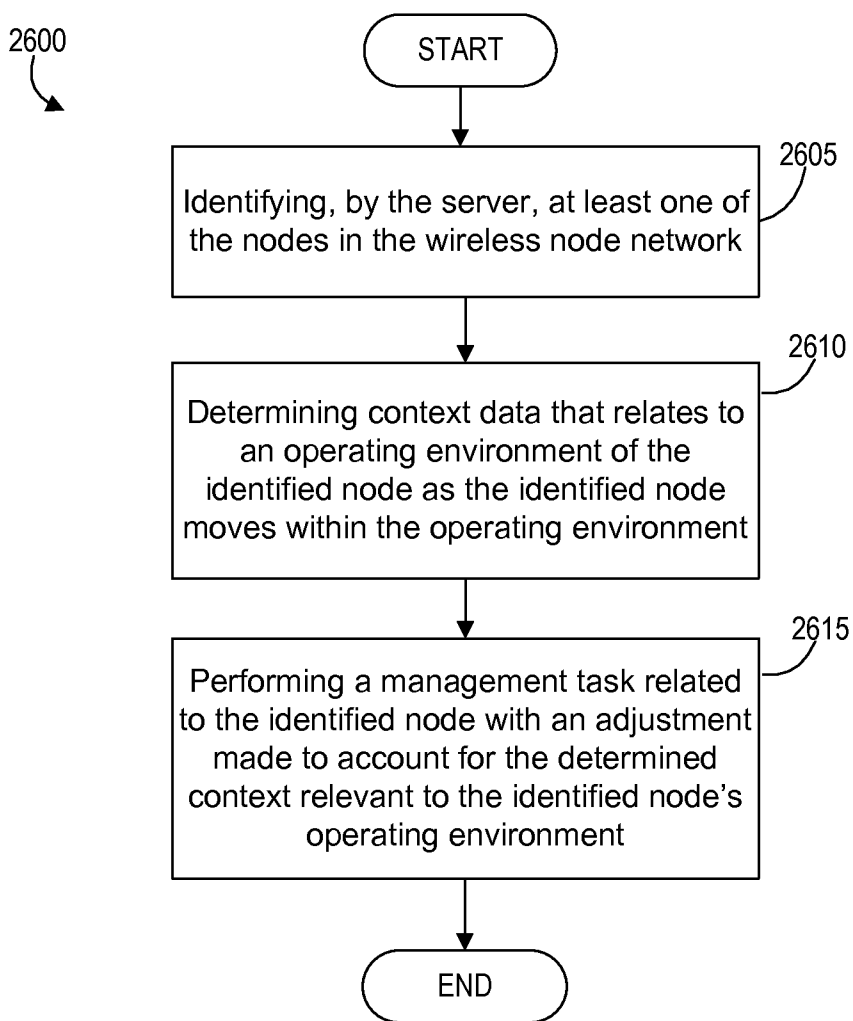 2600
START
2605
Identifying, by the server, at least one of
the nodes in the wireless node network
2610
Determining context data that relates to
an operating environment of the
identified node as the identified node
moves within the operating environment
2615
Performing a management task related
to the identified node with an adjustment
made to account for the determined
context relevant to the identified node’s
operating environment
END